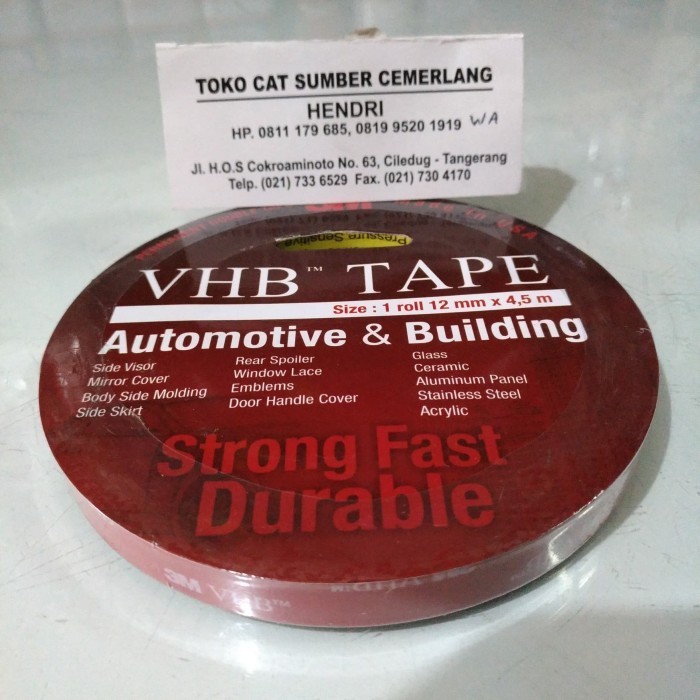 TOKO CAT SUMBER CEMERLANG
HENDRI
HP. 0811 179 685, 0819 9520 1919 WA
Jl. H.O.S Cokroaminoto No. 63, Ciledug - Tangerang
Telp. (021) 733 6529 Fax. (021) 730 4170
Pressure Sensitive
VHB™ TAPE
Size : 1 roll 12 mm x 4,5 m
Automotive & Building
Side Visor
Mirror Cover
Body Side Molding
Side Skirt
Rear Spoiler
Window Lace
Emblems
Door Handle Cover
Glass
Ceramic
Aluminum Panel
Stainless Steel
Acrylic
Strong Fast
Durable
3M VHB™